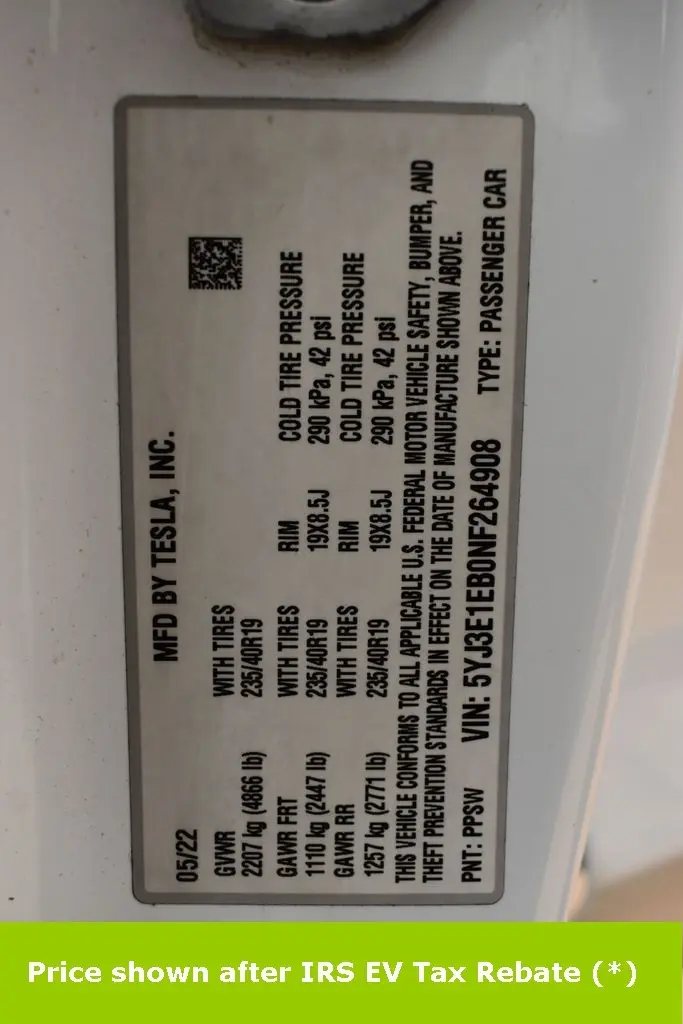 MFD BY TESLA, INC.
05/22
GVWR WITH TIRES
2207 kg (4866 lb) 235/40R19
GAWR FRT WITH TIRES RIM COLD TIRE PRESSURE
1110 kg (2447 lb) 235/40R19 19X8.5J 290 kPa, 42 psi
GAWR RR WITH TIRES RIM COLD TIRE PRESSURE
1257 kg (2771 lb) 235/40R19 19X8.5J 290 kPa, 42 psi
THIS VEHICLE CONFORMS TO ALL APPLICABLE U.S. FEDERAL MOTOR VEHICLE SAFETY, BUMPER, AND
THEFT PREVENTION STANDARDS IN EFFECT ON THE DATE OF MANUFACTURE SHOWN ABOVE.
PNT: PPSW VIN: 5YJ3E1EB0NF264908 TYPE: PASSENGER CAR
Price shown after IRS EV Tax Rebate (*)